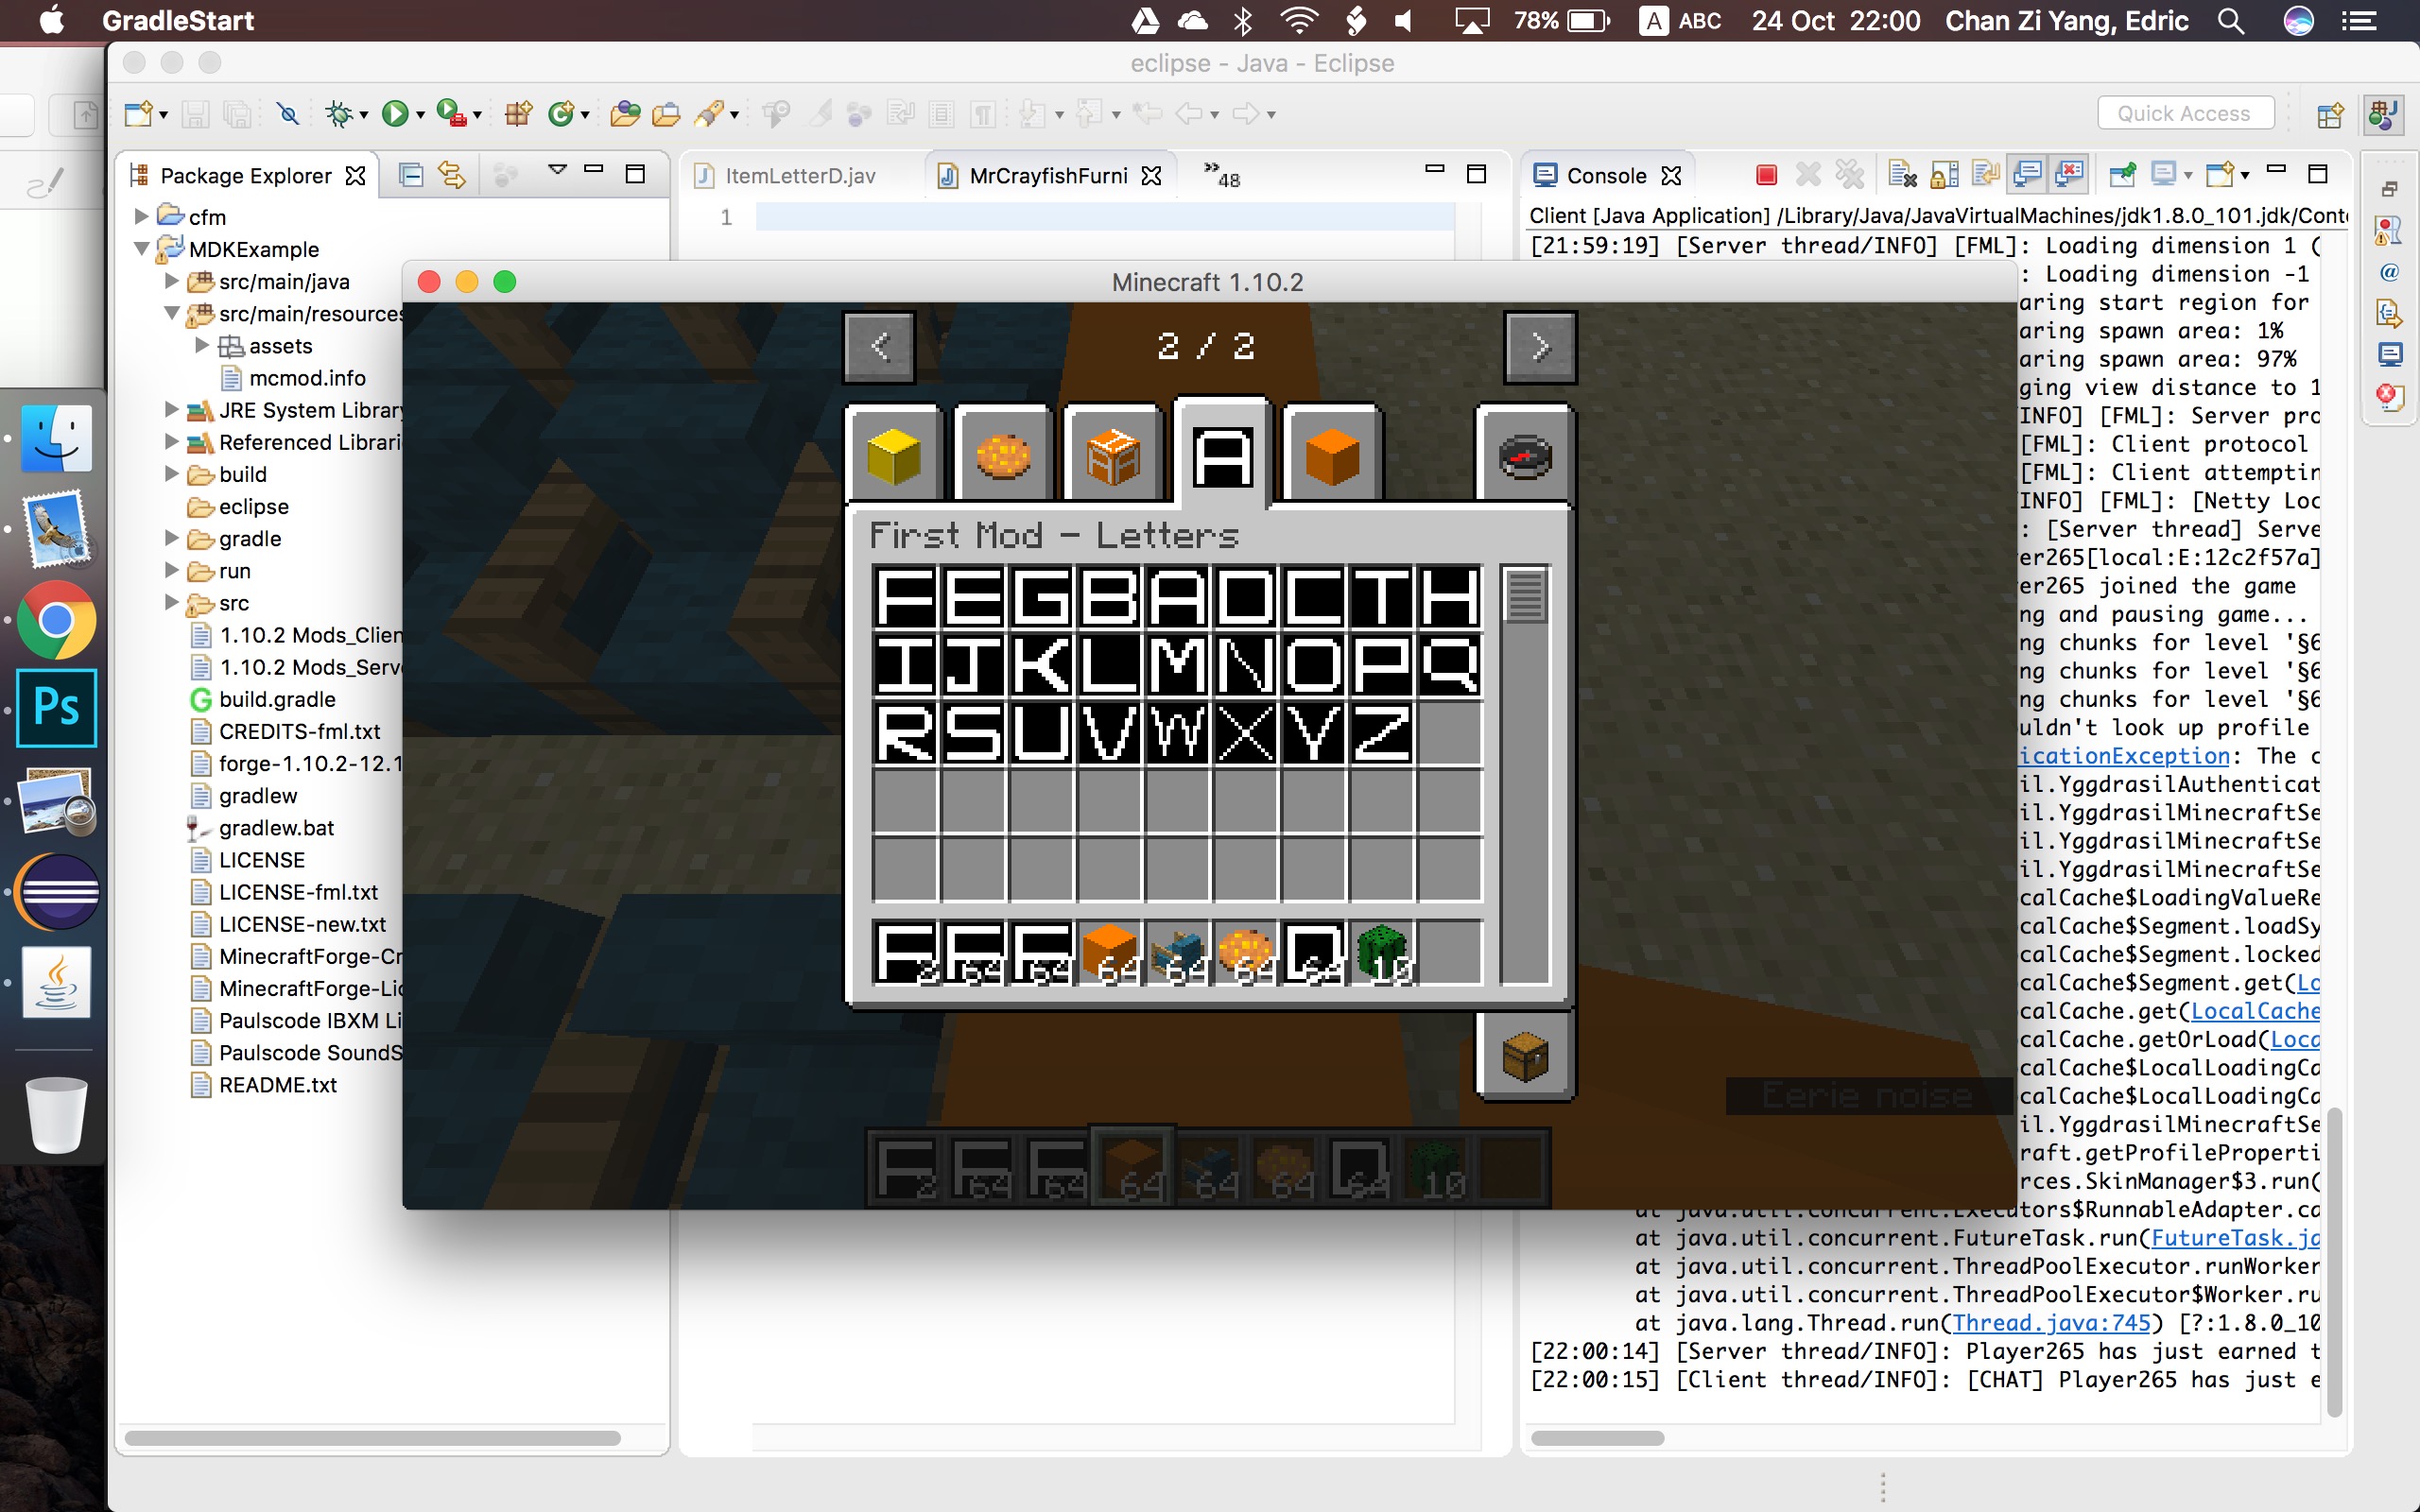 GradleStart
78%
A ABC
24 Oct 22:00
Chan Zi Yang, Edric
eclipse - Java - Eclipse
Quick Access
Package Explorer
ItemLetterD.jav
MrCrayfishFurni
48
Console
cfm
MDKExample
src/main/java
src/main/resources
assets
mcmod.info
JRE System Library
Referenced Librari
build
eclipse
gradle
run
src
1.10.2 Mods_Clien
1.10.2 Mods_Serve
build.gradle
CREDITS-fml.txt
forge-1.10.2-12.1
gradlew
gradlew.bat
LICENSE
LICENSE-fml.txt
LICENSE-new.txt
MinecraftForge-Cr
MinecraftForge-Lic
Paulscode IBXM Li
Paulscode SoundS
README.txt
Ps
1
Minecraft 1.10.2
< 2 / 2 >
A
First Mod - Letters
F E G B A D C T H
I J K L M N O P Q
R S U V W X Y Z
F 2 F 64 F 64 64 64 64 D 64 10
Eerie noise
F 2 F 64 F 64 64 64 64 D 64 10
Client [Java Application] /Library/Java/JavaVirtualMachines/jdk1.8.0_101.jdk/Cont
[21:59:19] [Server thread/INFO] [FML]: Loading dimension 1 (
: Loading dimension -1
aring start region for
aring spawn area: 1%
aring spawn area: 97%
ging view distance to 1
INFO] [FML]: Server pro
[FML]: Client protocol
[FML]: Client attemptin
INFO] [FML]: [Netty Loc
: [Server thread] Serve
er265[local:E:12c2f57a]
er265 joined the game
ng and pausing game...
ng chunks for level '§6
ng chunks for level '§6
ng chunks for level '§6
uldn't look up profile
icationException: The c
il.YggdrasilAuthenticat
il.YggdrasilMinecraftSe
il.YggdrasilMinecraftSe
il.YggdrasilMinecraftSe
calCache$LoadingValueRe
calCache$Segment.loadSy
calCache$Segment.locked
calCache$Segment.get(Lo
calCache.get(LocalCache
calCache.getOrLoad(Loca
calCache$LocalLoadingCa
calCache$LocalLoadingCa
il.YggdrasilMinecraftSe
raft.getProfileProperti
rces.SkinManager$3.run(
at java.util.concurrent.Executors$RunnableAdapter.ca
at java.util.concurrent.FutureTask.run(FutureTask.ja
at java.util.concurrent.ThreadPoolExecutor.runWorker
at java.util.concurrent.ThreadPoolExecutor$Worker.ru
at java.lang.Thread.run(Thread.java:745) [?:1.8.0_10
[22:00:14] [Server thread/INFO]: Player265 has just earned t
[22:00:15] [Client thread/INFO]: [CHAT] Player265 has just e